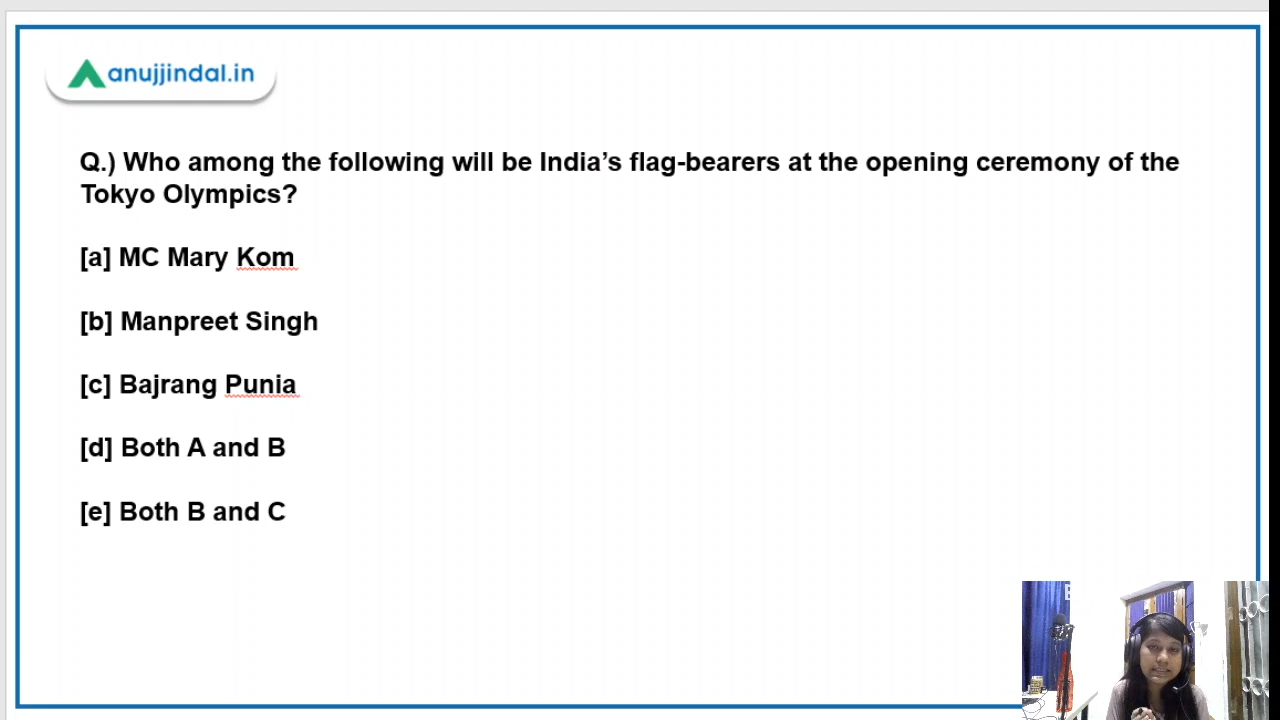 anujjindal.in
Q.) Who among the following will be India’s flag-bearers at the opening ceremony of the
Tokyo Olympics?
[a] MC Mary Kom
[b] Manpreet Singh
[c] Bajrang Punia
[d] Both A and B
[e] Both B and C